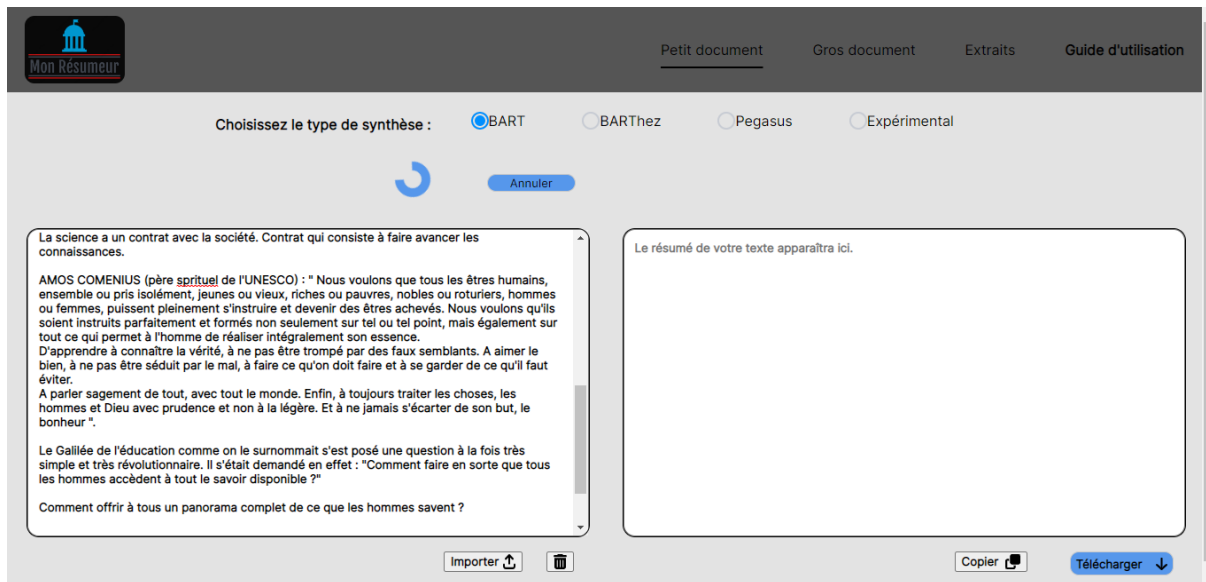 Mon Résumeur
Petit document
Gros document
Extraits
Guide d'utilisation
Choisissez le type de synthèse :
BART
BARThez
Pegasus
Expérimental
Annuler
La science a un contrat avec la société. Contrat qui consiste à faire avancer les
connaissances.
AMOS COMENIUS (père sprituel de l'UNESCO) : " Nous voulons que tous les êtres humains,
ensemble ou pris isolément, jeunes ou vieux, riches ou pauvres, nobles ou roturiers, hommes
ou femmes, puissent pleinement s'instruire et devenir des êtres achevés. Nous voulons qu'ils
soient instruits parfaitement et formés non seulement sur tel ou tel point, mais également sur
tout ce qui permet à l'homme de réaliser intégralement son essence.
D'apprendre à connaître la vérité, à ne pas être trompé par des faux semblants. A aimer le
bien, à ne pas être séduit par le mal, à faire ce qu'on doit faire et à se garder de ce qu'il faut
éviter.
A parler sagement de tout, avec tout le monde. Enfin, à toujours traiter les choses, les
hommes et Dieu avec prudence et non à la légère. Et à ne jamais s'écarter de son but, le
bonheur ".
Le Galilée de l'éducation comme on le surnommait s'est posé une question à la fois très
simple et très révolutionnaire. Il s'était demandé en effet : "Comment faire en sorte que tous
les hommes accèdent à tout le savoir disponible ?"
Comment offrir à tous un panorama complet de ce que les hommes savent ?
Le résumé de votre texte apparaîtra ici.
Importer
Copier
Télécharger